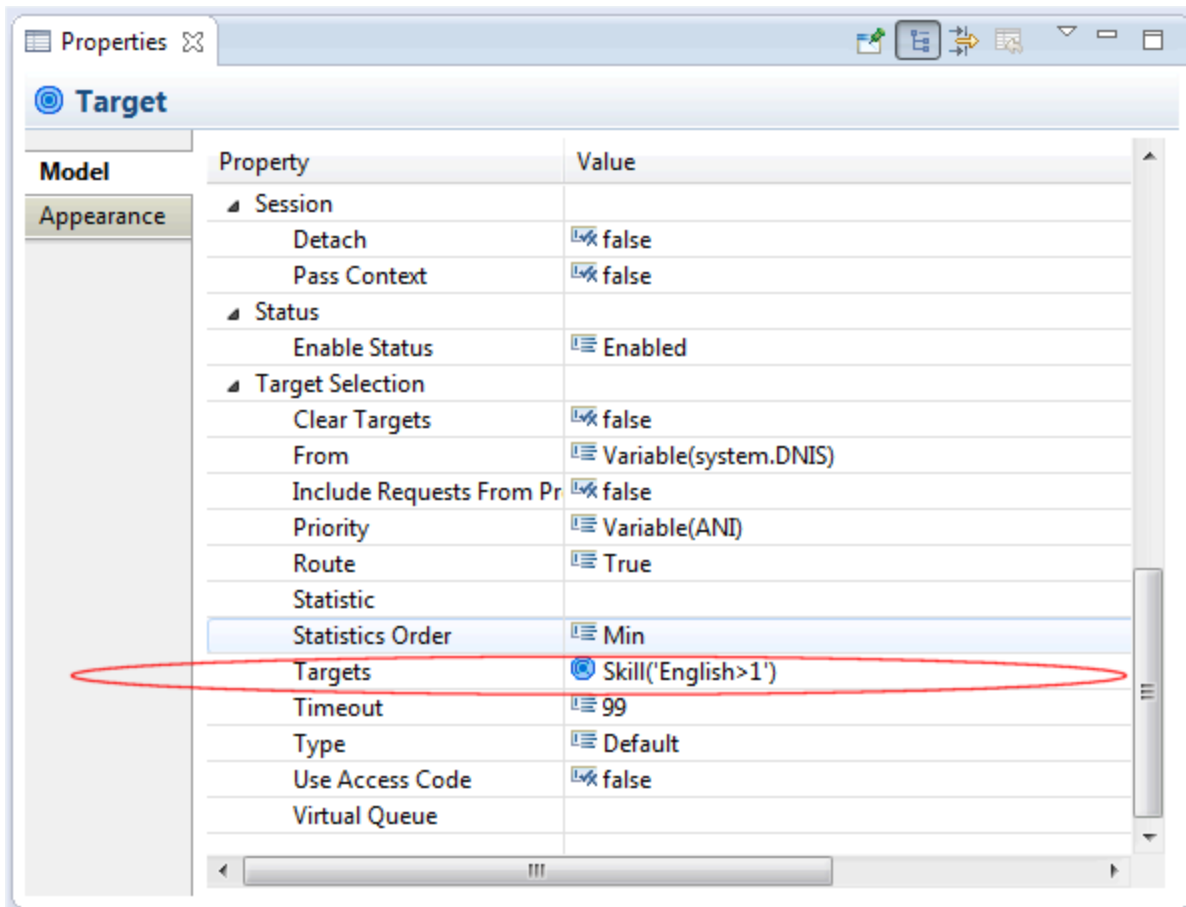 Properties
Target
Model
Appearance
Property Value
Session
Detach false
Pass Context false
Status
Enable Status Enabled
Target Selection
Clear Targets false
From Variable(system.DNIS)
Include Requests From Pr false
Priority Variable(ANI)
Route True
Statistic
Statistics Order Min
Targets Skill('English>1')
Timeout 99
Type Default
Use Access Code false
Virtual Queue